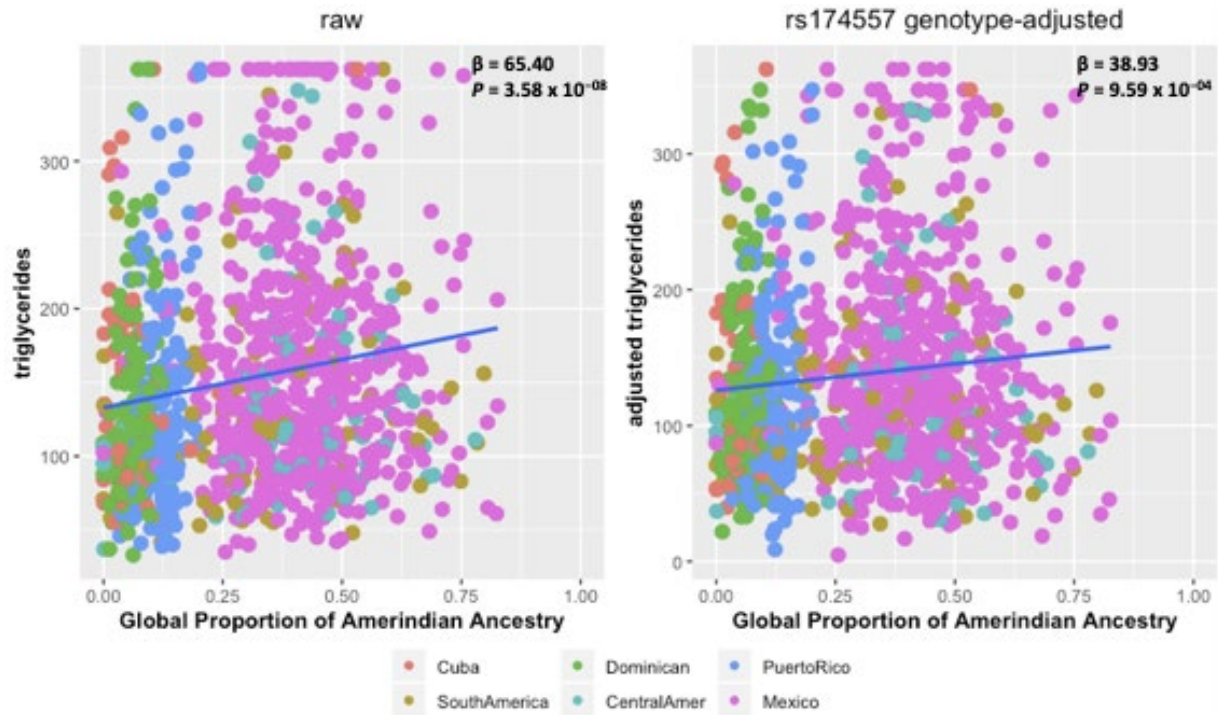 raw
β = 65.40
P = 3.58 x 10⁻⁰⁸
triglycerides
300
200
100
0.00 0.25 0.50 0.75 1.00
Global Proportion of Amerindian Ancestry
rs174557 genotype-adjusted
β = 38.93
P = 9.59 x 10⁻⁰⁴
adjusted triglycerides
300
200
100
0
0.00 0.25 0.50 0.75 1.00
Global Proportion of Amerindian Ancestry
Cuba Dominican PuertoRico
SouthAmerica CentralAmer Mexico